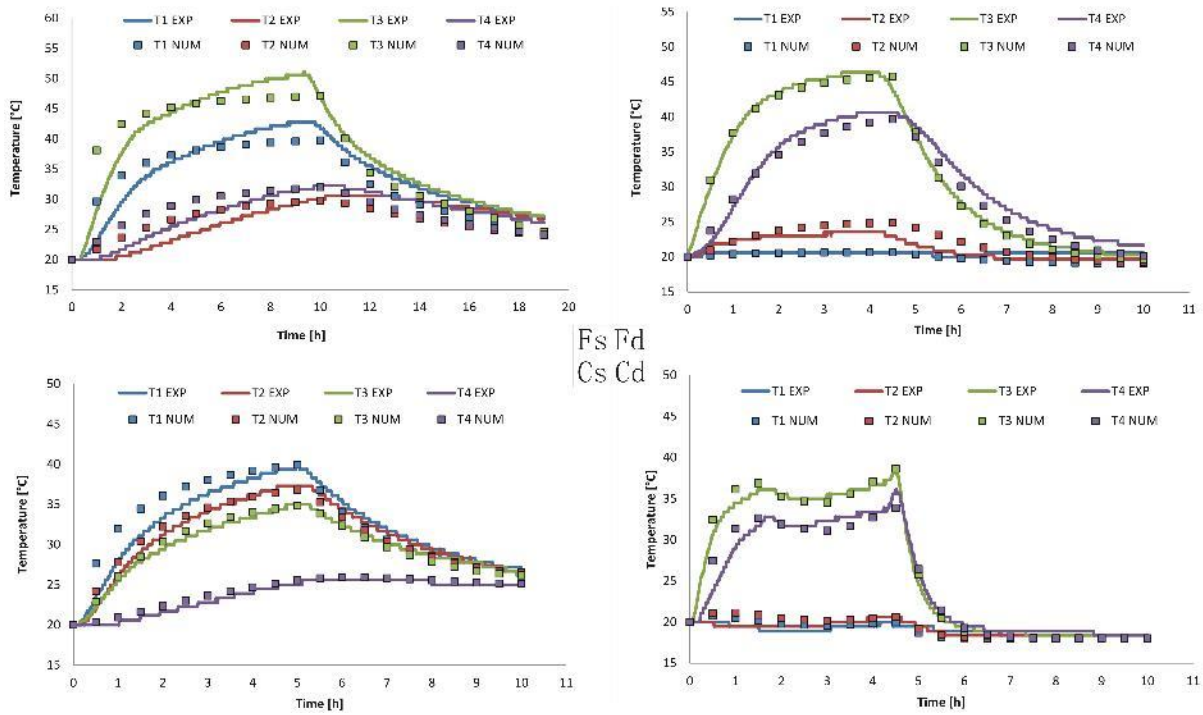 60
55
50
45
40
35
30
25
20
15
Temperature [°C]
T1 EXP T2 EXP T3 EXP T4 EXP
T1 NUM T2 NUM T3 NUM T4 NUM
0 2 4 6 8 10 12 14 16 18 20
Time [h]
55
50
45
40
35
30
25
20
15
Temperature [°C]
T1 EXP T2 EXP T3 EXP T4 EXP
T1 NUM T2 NUM T3 NUM T4 NUM
0 1 2 3 4 5 6 7 8 9 10 11
Time [h]
Fs Fd
Cs Cd
50
45
40
35
30
25
20
15
Temperature [°C]
T1 EXP T2 EXP T3 EXP T4 EXP
T1 NUM T2 NUM T3 NUM T4 NUM
0 1 2 3 4 5 6 7 8 9 10 11
Time [h]
50
45
40
35
30
25
20
15
Temperature [°C]
T1 EXP T2 EXP T3 EXP T4 EXP
T1 NUM T2 NUM T3 NUM T4 NUM
0 1 2 3 4 5 6 7 8 9 10 11
Time [h]